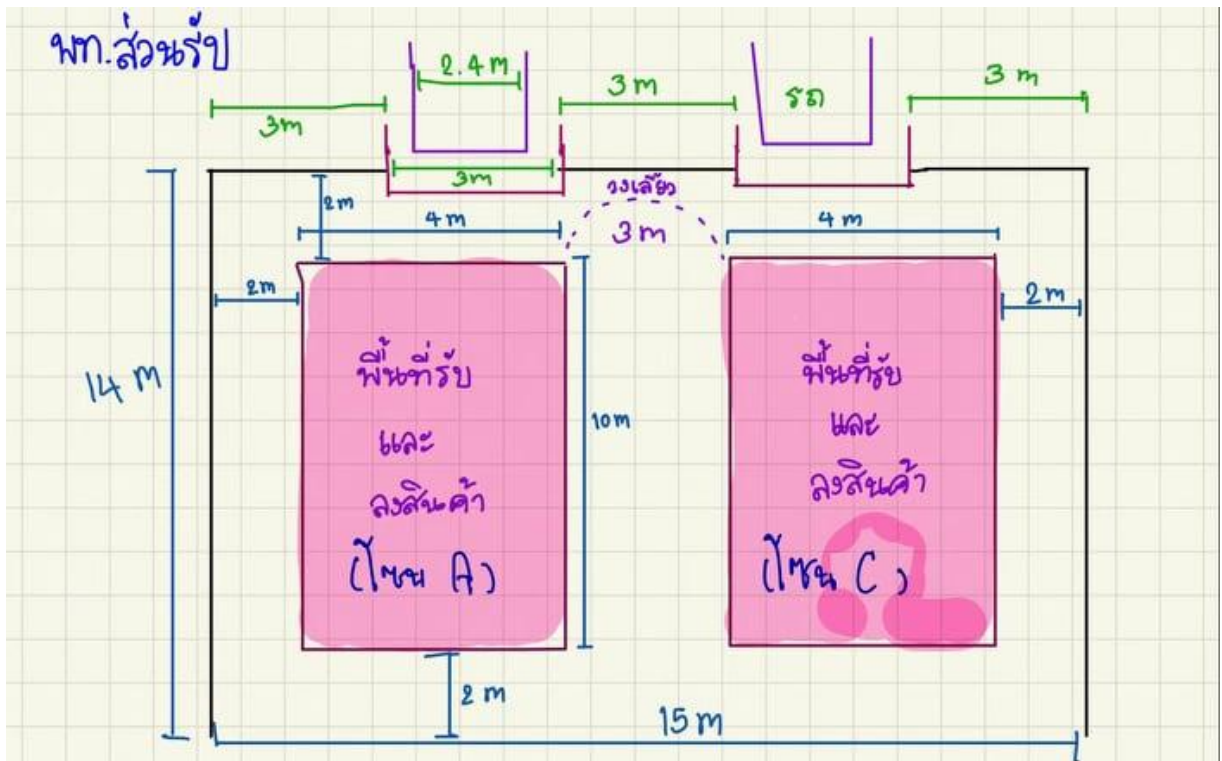 พท.ส่วนรับ
2.4 m
3 m
3 m
3m
รถ
3m
วงเลี้ยว
3 m
2m
4 m
4 m
2m
2 m
14 m
10m
พื้นที่รับ
และ
ลงสินค้า
(โซน A)
พื้นที่รับ
และ
ลงสินค้า
(โซน C)
2 m
15 m